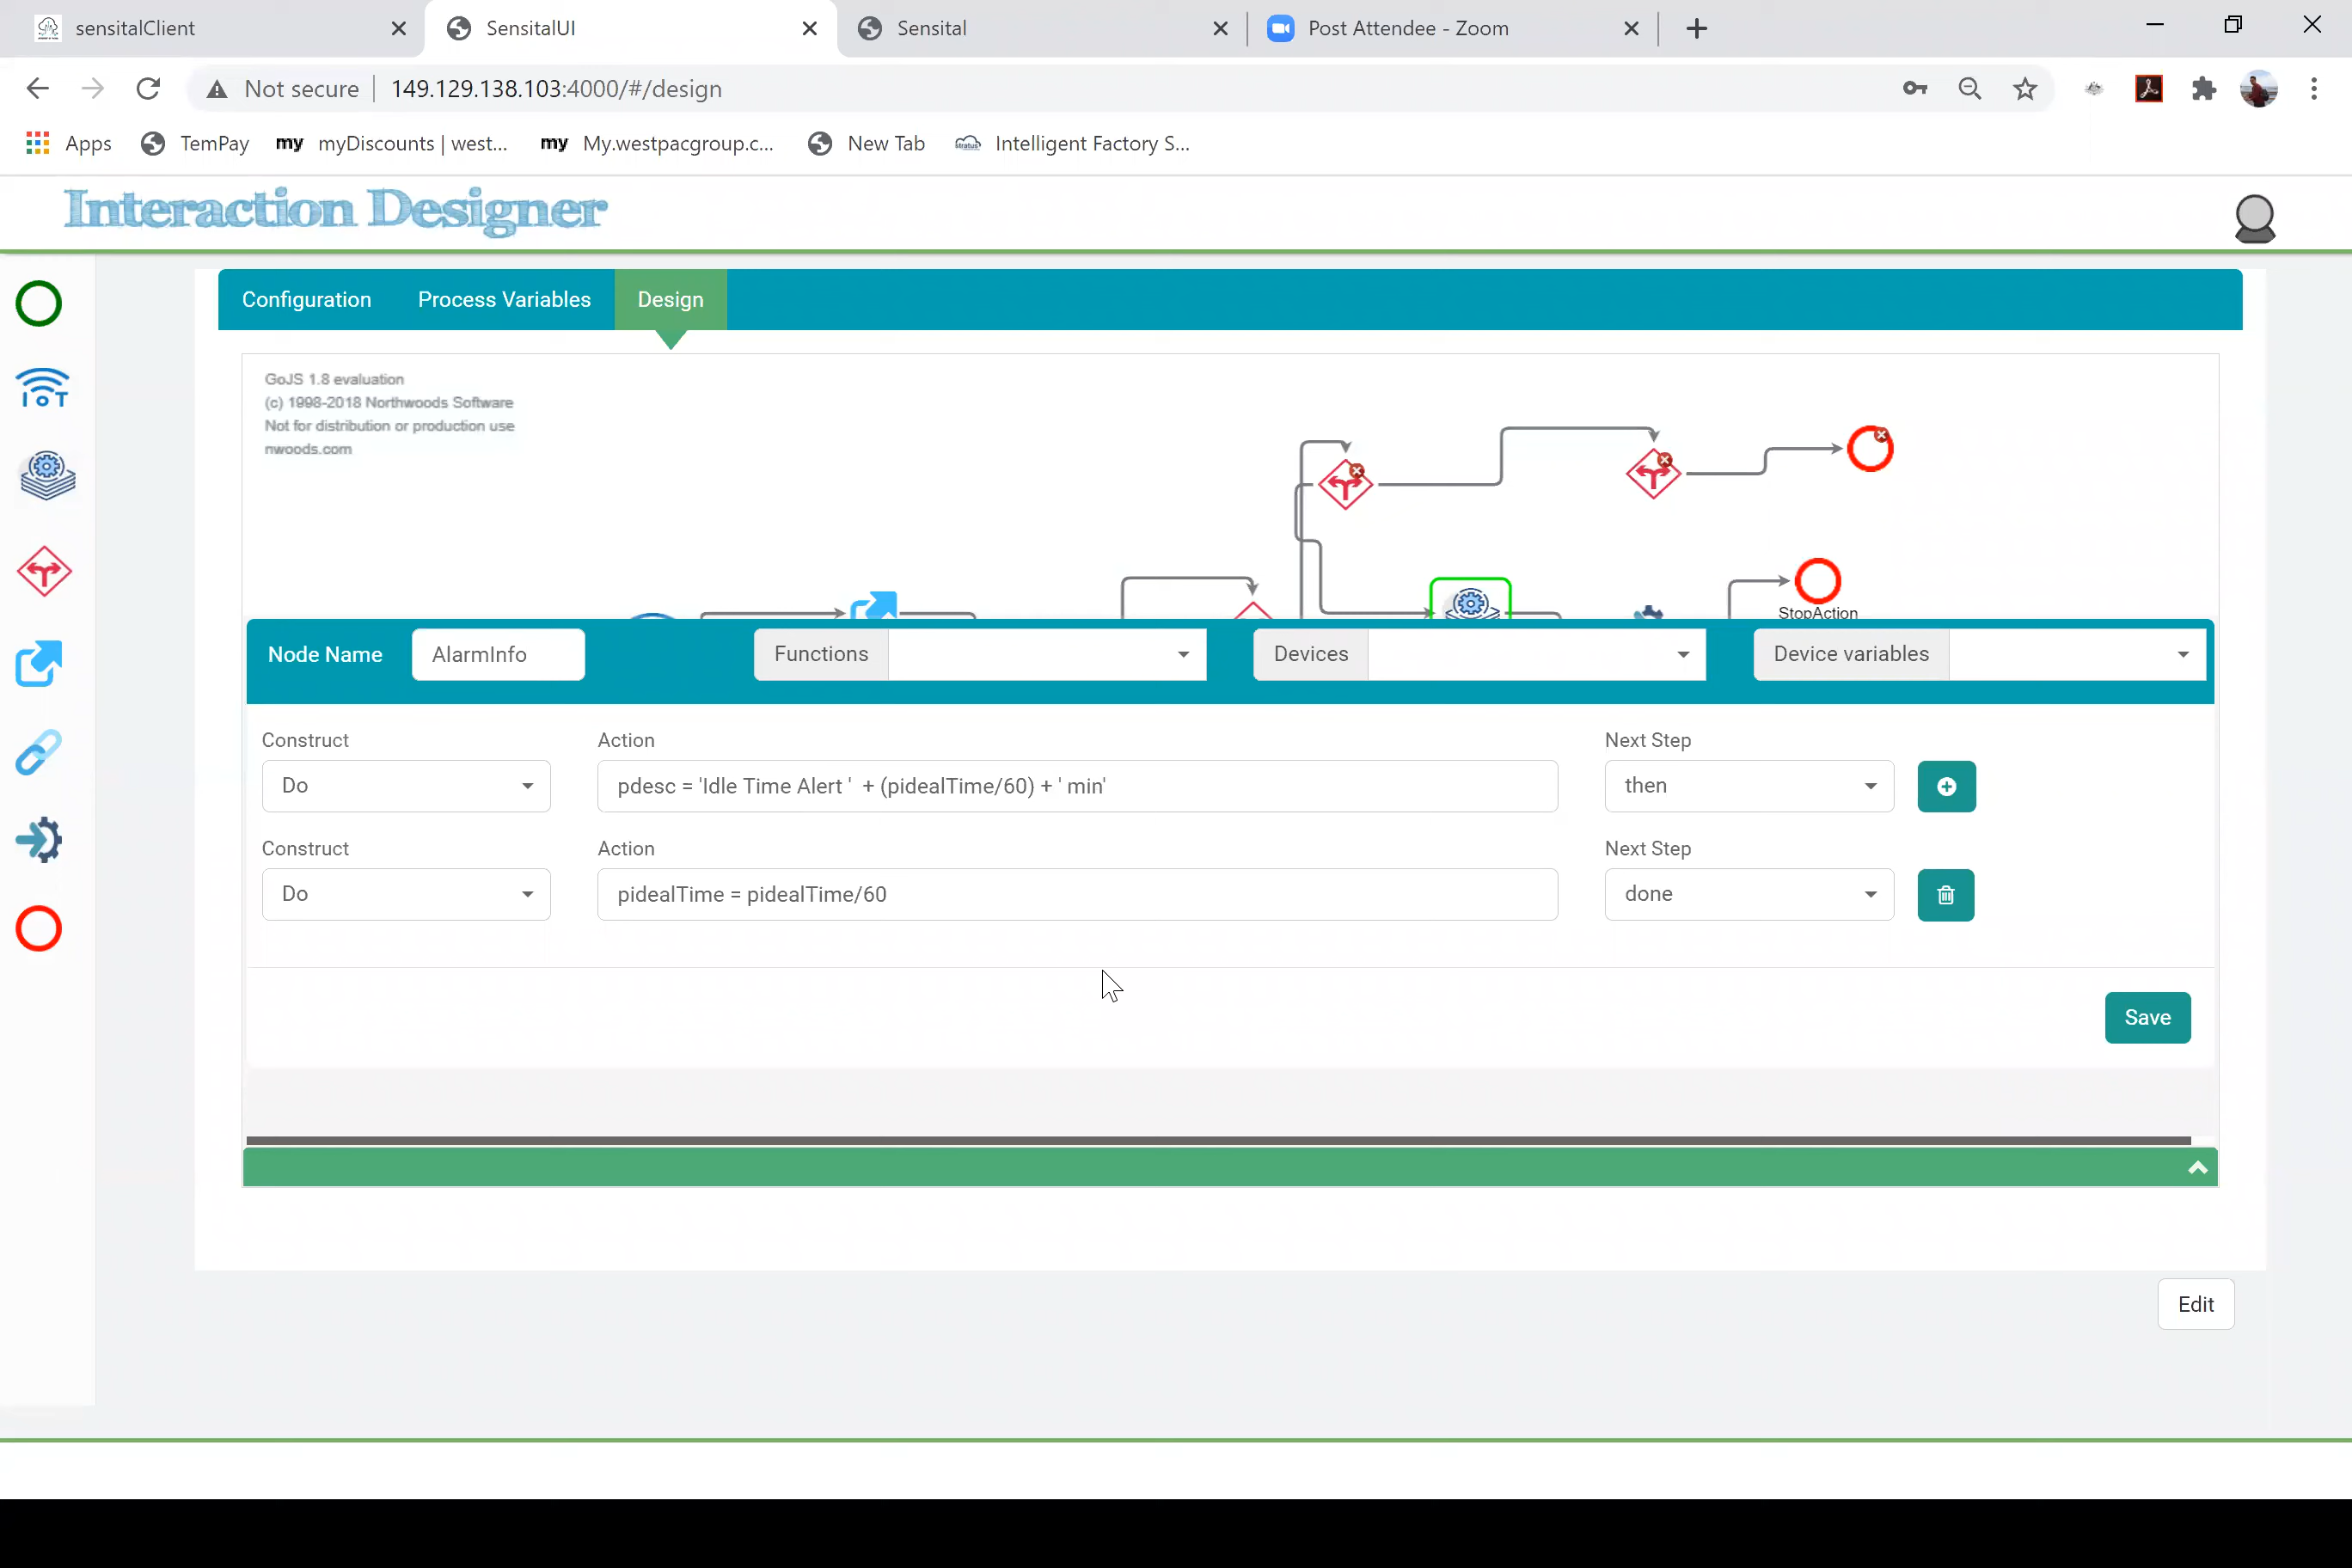 sensitalClient
SensitalUI
Sensital
Post Attendee - Zoom
Not secure
149.129.138.103:4000/#/design
Apps
TemPay
my myDiscounts | west...
my My.westpacgroup.c...
New Tab
stratus Intelligent Factory S...
Interaction Designer
Configuration
Process Variables
Design
GoJS 1.8 evaluation
(c) 1998-2018 Northwoods Software
Not for distribution or production use
nwoods.com
IoT
StopAction
Node Name
AlarmInfo
Functions
Devices
Device variables
Construct
Action
Next Step
Do
pdesc = 'Idle Time Alert ' + (pidealTime/60) + ' min'
then
Construct
Action
Next Step
Do
pidealTime = pidealTime/60
done
Save
Edit